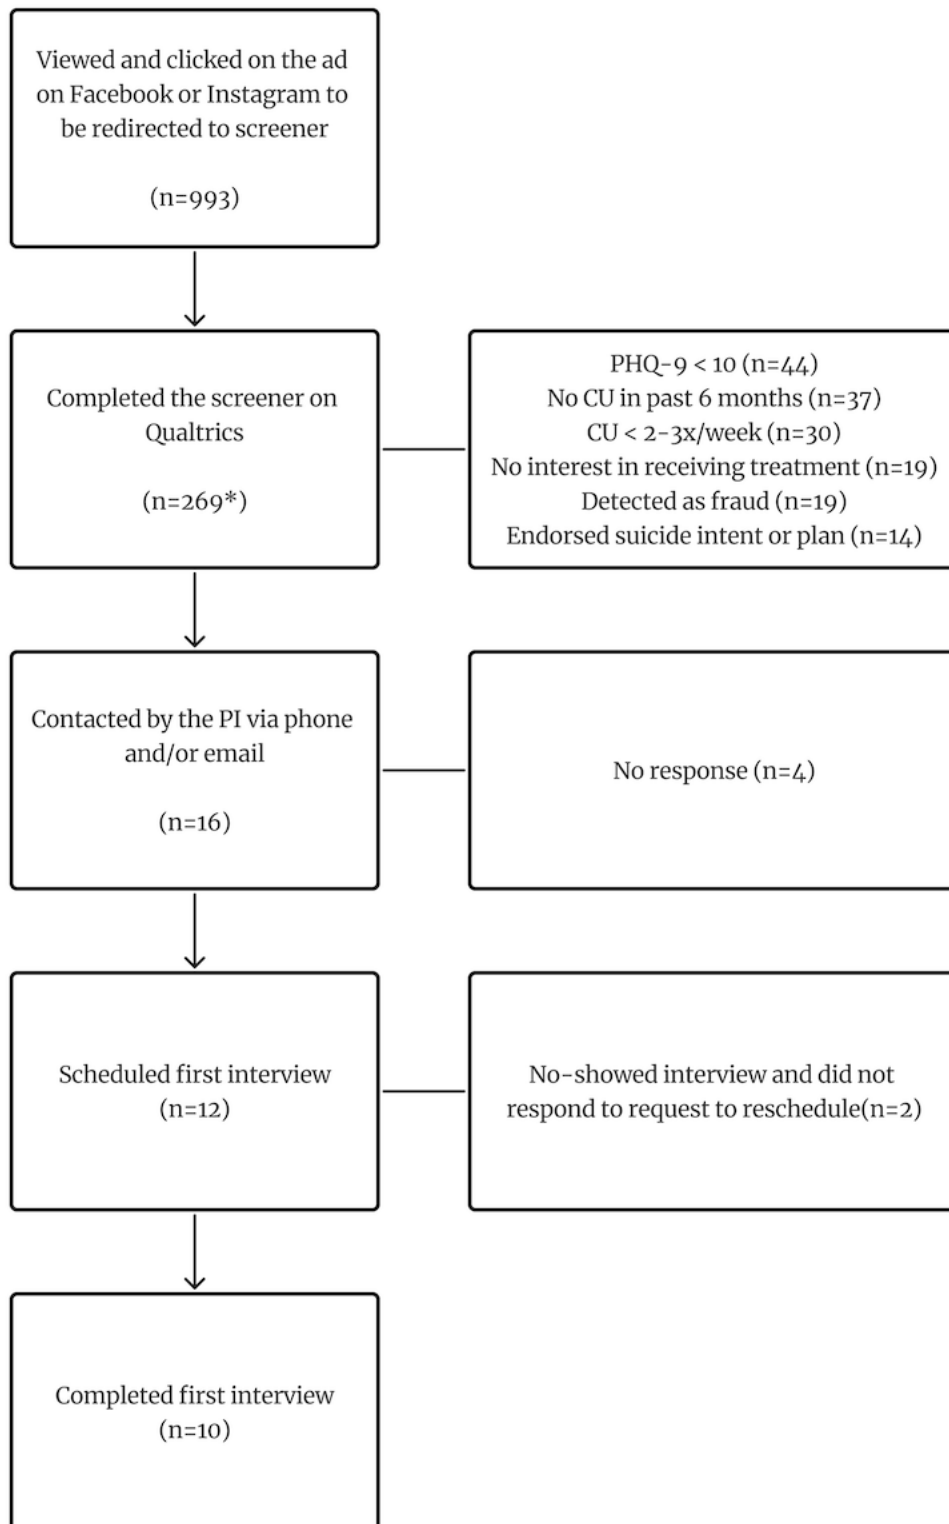 Viewed and clicked on the ad
on Facebook or Instagram to
be redirected to screener
(n=993)
Completed the screener on
Qualtrics
(n=269*)
PHQ-9 < 10 (n=44)
No CU in past 6 months (n=37)
CU < 2-3x/week (n=30)
No interest in receiving treatment (n=19)
Detected as fraud (n=19)
Endorsed suicide intent or plan (n=14)
Contacted by the PI via phone
and/or email
(n=16)
No response (n=4)
Scheduled first interview
(n=12)
No-showed interview and did not
respond to request to reschedule(n=2)
Completed first interview
(n=10)